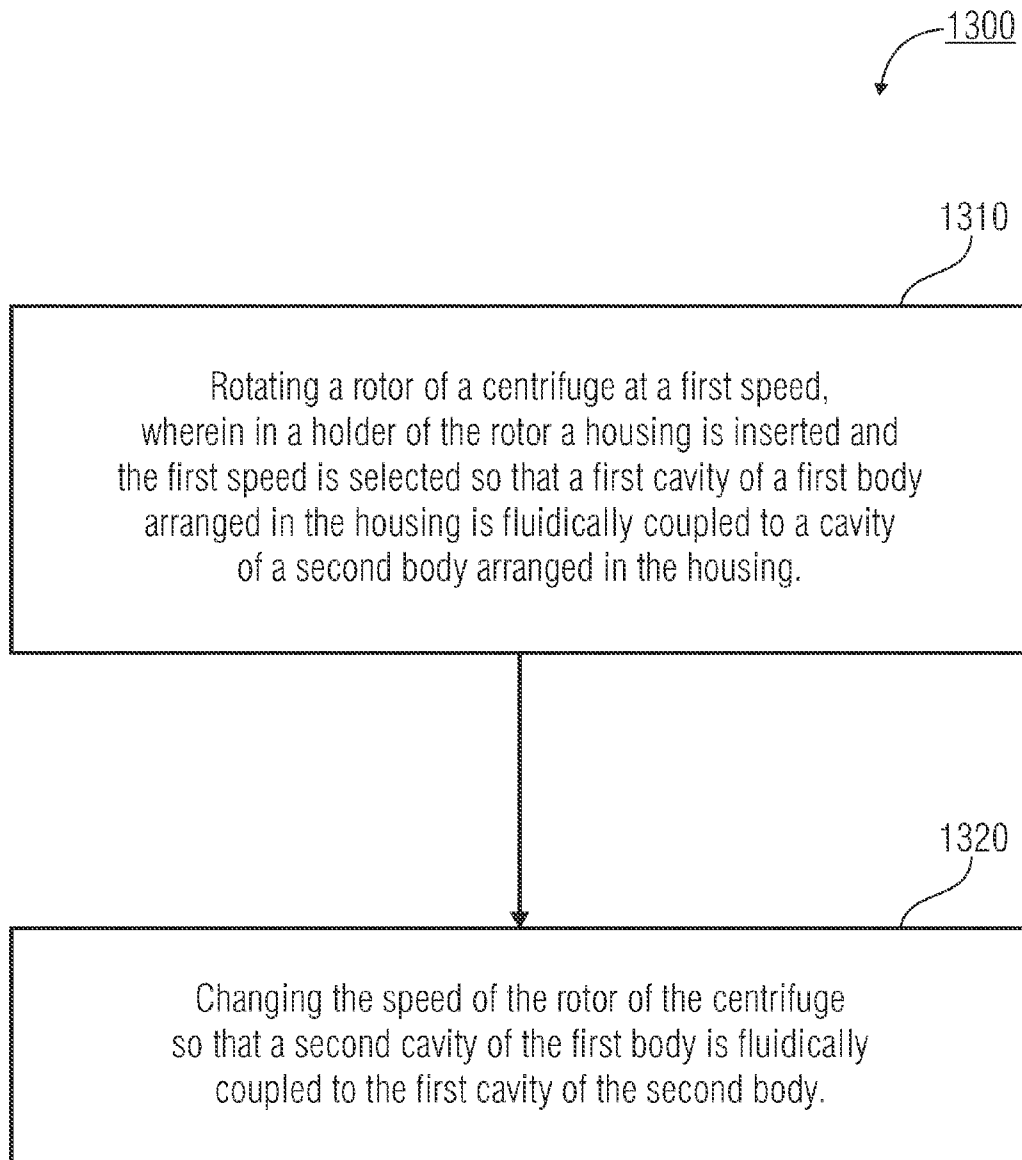 1300
1310
Rotating a rotor of a centrifuge at a first speed,
wherein in a holder of the rotor a housing is inserted and
the first speed is selected so that a first cavity of a first body
arranged in the housing is fluidically coupled to a cavity
of a second body arranged in the housing.
1320
Changing the speed of the rotor of the centrifuge
so that a second cavity of the first body is fluidically
coupled to the first cavity of the second body.